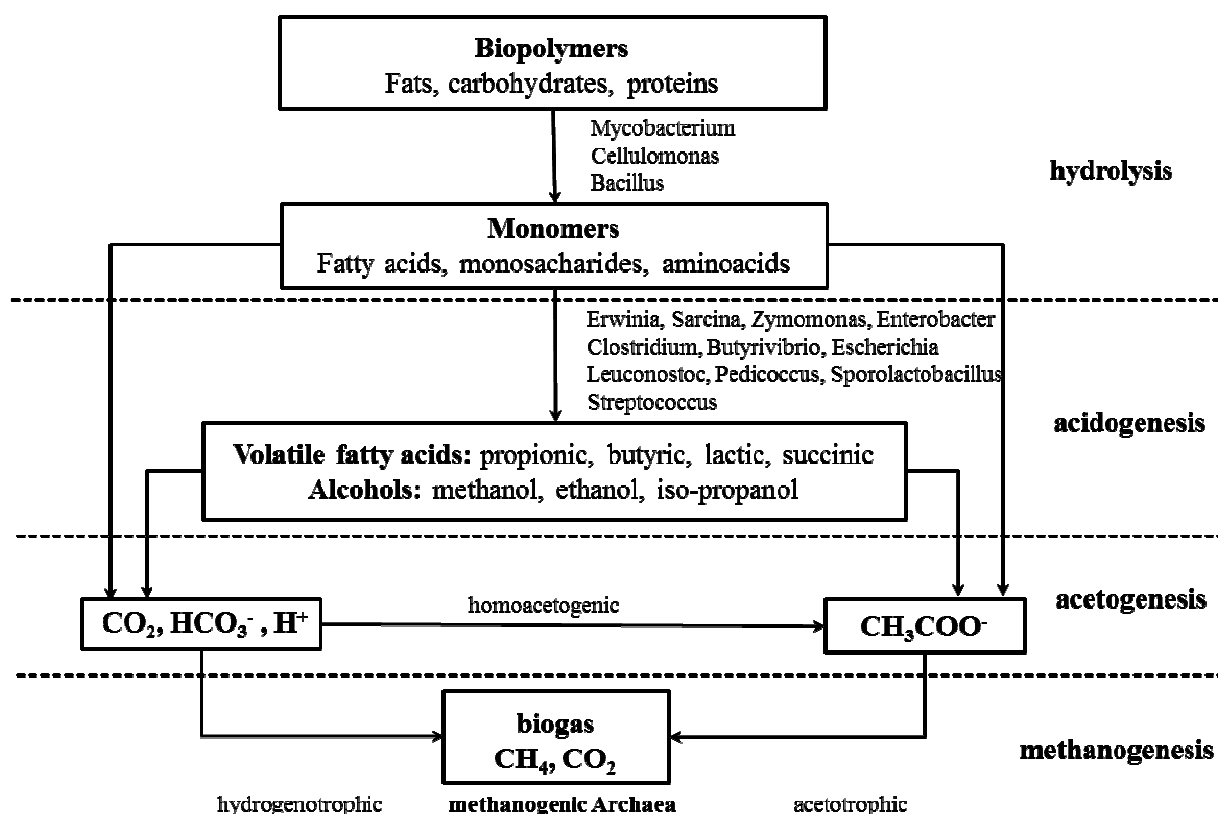 Biopolymers
Fats, carbohydrates, proteins
Mycobacterium
Cellulomonas
Bacillus
hydrolysis
Monomers
Fatty acids, monosacharides, aminoacids
Erwinia, Sarcina, Zymomonas, Enterobacter
Clostridium, Butyrivibrio, Escherichia
Leuconostoc, Pedicoccus, Sporolactobacillus
Streptococcus
acidogenesis
Volatile fatty acids: propionic, butyric, lactic, succinic
Alcohols: methanol, ethanol, iso-propanol
CO₂, HCO₃⁻ , H⁺
homoacetogenic
CH₃COO⁻
acetogenesis
biogas
CH₄, CO₂
methanogenesis
hydrogenotrophic
methanogenic Archaea
acetotrophic